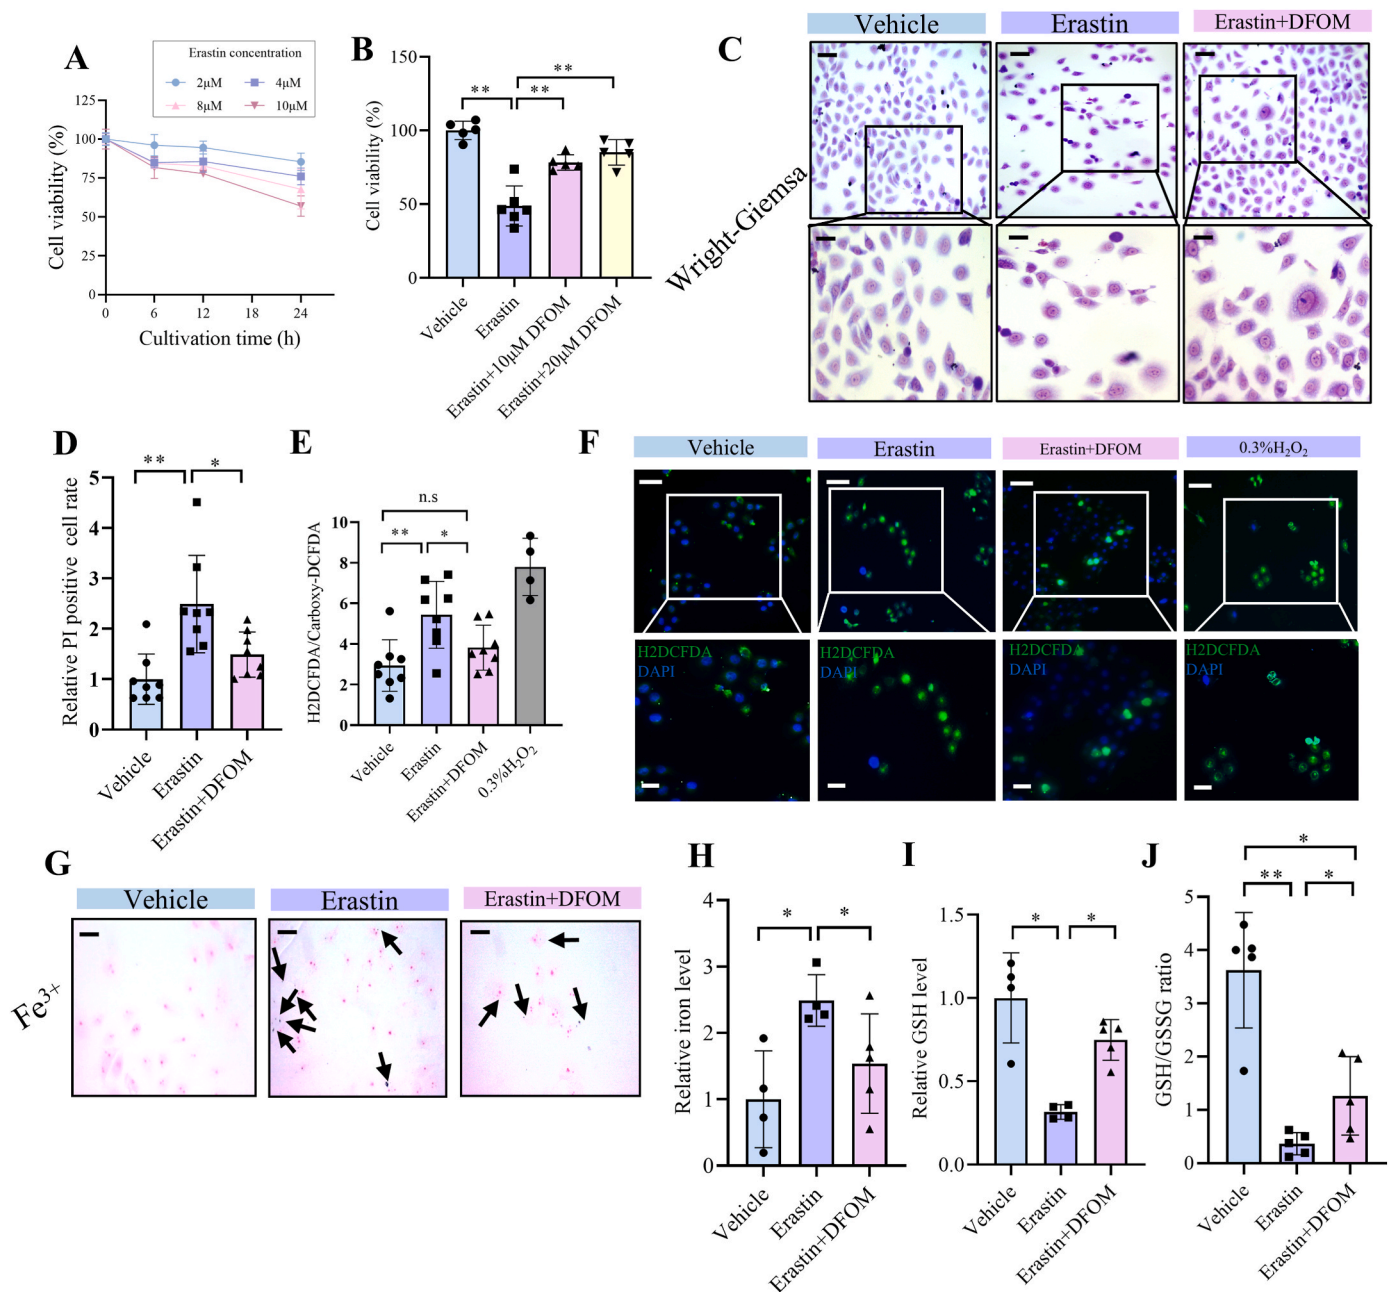 A
Erastin concentration
2μM
4μM
8μM
10μM
Cell viability (%)
125
100
75
50
25
0
0
6
12
18
24
Cultivation time (h)
B
Cell viability (%)
150
100
50
0
**
**
**
Vehicle
Erastin
Erastin+10μM DFOM
Erastin+20μM DFOM
C
Vehicle
Erastin
Erastin+DFOM
Wright-Giemsa
D
Relative PI positive cell rate
5
4
3
2
1
0
**
*
Vehicle
Erastin
Erastin+DFOM
E
H2DCFDA/Carboxy-DCFDA
10
8
6
4
2
0
n.s
**
*
Vehicle
Erastin
Erastin+DFOM
0.3%H₂O₂
F
Vehicle
Erastin
Erastin+DFOM
0.3%H₂O₂
H2DCFDA
DAPI
H2DCFDA
DAPI
H2DCFDA
DAPI
H2DCFDA
DAPI
G
Vehicle
Erastin
Erastin+DFOM
Fe³⁺
H
Relative iron level
4
3
2
1
0
*
*
Vehicle
Erastin
Erastin+DFOM
I
Relative GSH level
1.5
1.0
0.5
0.0
*
*
Vehicle
Erastin
Erastin+DFOM
J
GSH/GSSG ratio
5
4
3
2
1
0
*
**
*
Vehicle
Erastin
Erastin+DFOM